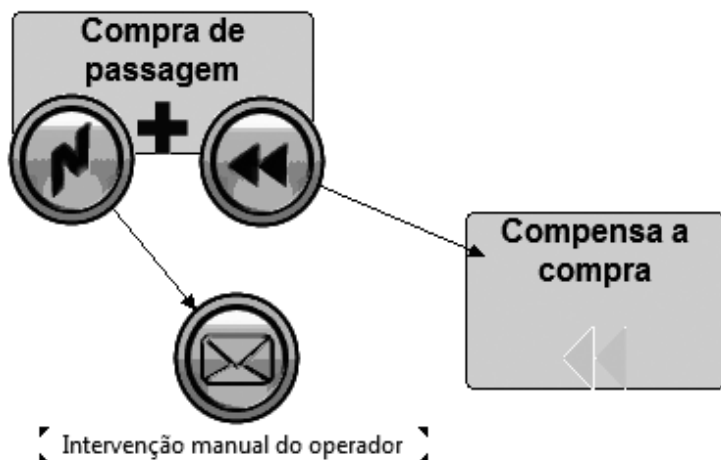 Compra de
passagem
Compensa a
compra
Intervenção manual do operador